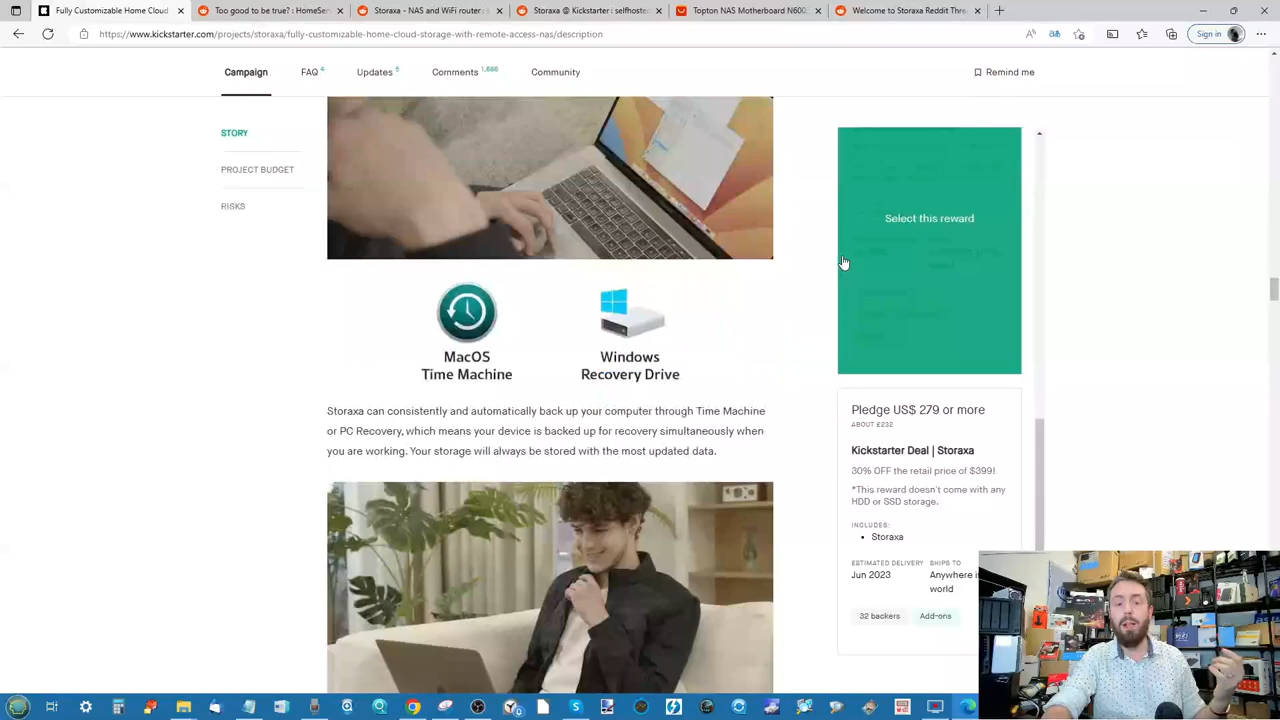 Fully Customizable Home Cloud
Too good to be true? : HomeSer
Storaxa - NAS and WiFi router :
Storaxa @ Kickstarter : selfhoste
Topton NAS Motherboard N600
Welcome to Storaxa Reddit Thre
https://www.kickstarter.com/projects/storaxa/fully-customizable-home-cloud-storage-with-remote-access-nas/description
Sign in
Campaign
FAQ 4
Updates 6
Comments 1,686
Community
Remind me
STORY
PROJECT BUDGET
RISKS
Select this reward
MacOS
Time Machine
Windows
Recovery Drive
Storaxa can consistently and automatically back up your computer through Time Machine
or PC Recovery, which means your device is backed up for recovery simultaneously when
you are working. Your storage will always be stored with the most updated data.
Pledge US$ 279 or more
ABOUT £232
Kickstarter Deal | Storaxa
30% OFF the retail price of $399!
*This reward doesn't come with any
HDD or SSD storage.
INCLUDES:
• Storaxa
ESTIMATED DELIVERY
SHIPS TO
Jun 2023
Anywhere
world
32 backers
Add-ons